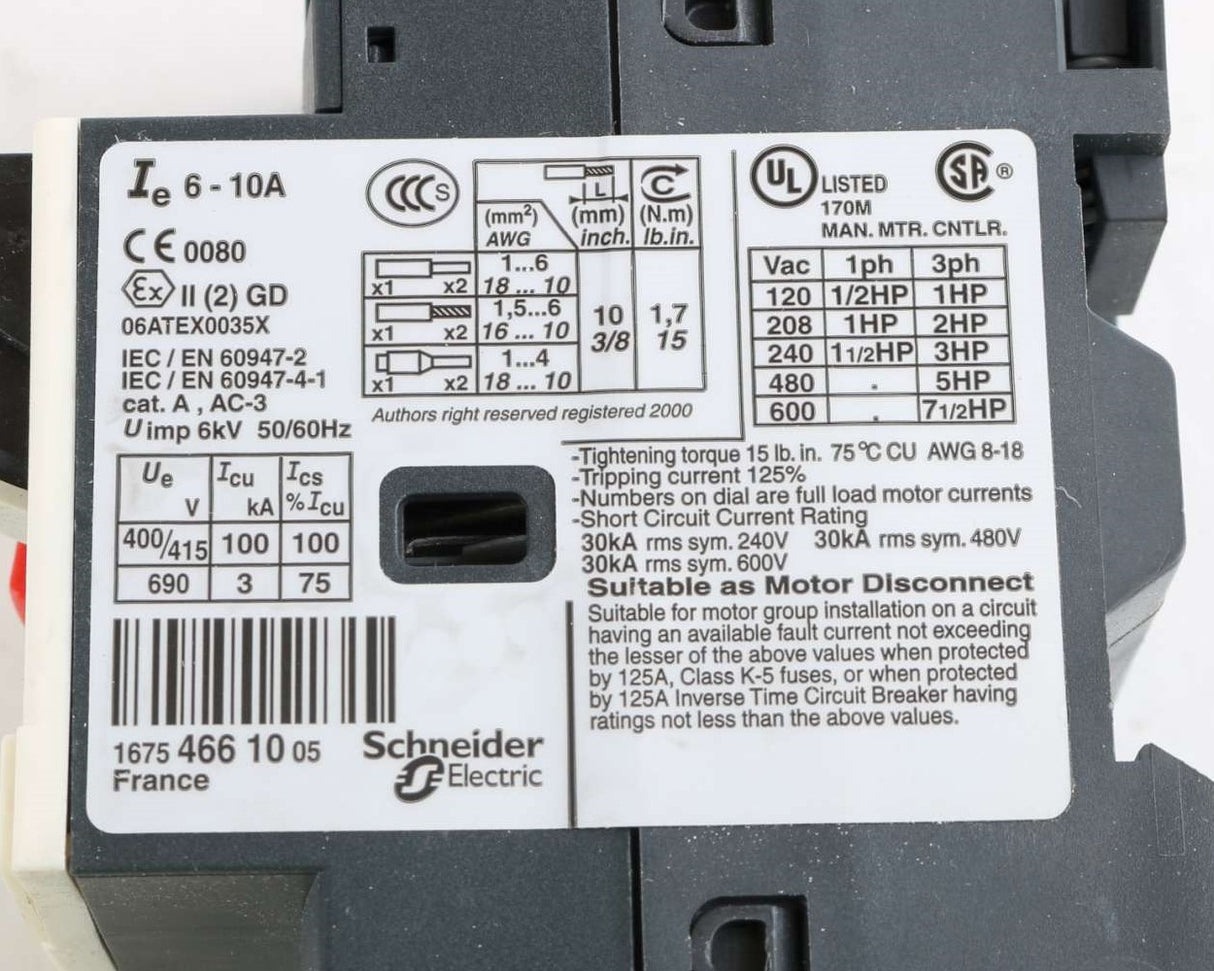 Ie 6 - 10A
CE 0080
Ex II (2) GD
06ATEX0035X
IEC / EN 60947-2
IEC / EN 60947-4-1
cat. A , AC-3
U imp 6kV 50/60Hz
Ue V Icu kA Ics % Icu
400/415 100 100
690 3 75
1675 466 10 05
France
Schneider
Electric
CCC S
L C
(mm²) (mm) (N.m)
AWG inch. lb.in.
1...6
x1 x2 18 ... 10
1,5...6 10 1,7
x1 x2 16 ... 10 3/8 15
1...4
x1 x2 18 ... 10
Authors right reserved registered 2000
UL LISTED SA ®
170M
MAN. MTR. CNTLR.
Vac 1ph 3ph
120 1/2HP 1HP
208 1HP 2HP
240 11/2HP 3HP
480 . 5HP
600 . 71/2HP
-Tightening torque 15 lb. in. 75 °C CU AWG 8-18
-Tripping current 125%
-Numbers on dial are full load motor currents
-Short Circuit Current Rating
30kA rms sym. 240V 30kA rms sym. 480V
30kA rms sym. 600V
Suitable as Motor Disconnect
Suitable for motor group installation on a circuit
having an available fault current not exceeding
the lesser of the above values when protected
by 125A, Class K-5 fuses, or when protected
by 125A Inverse Time Circuit Breaker having
ratings not less than the above values.